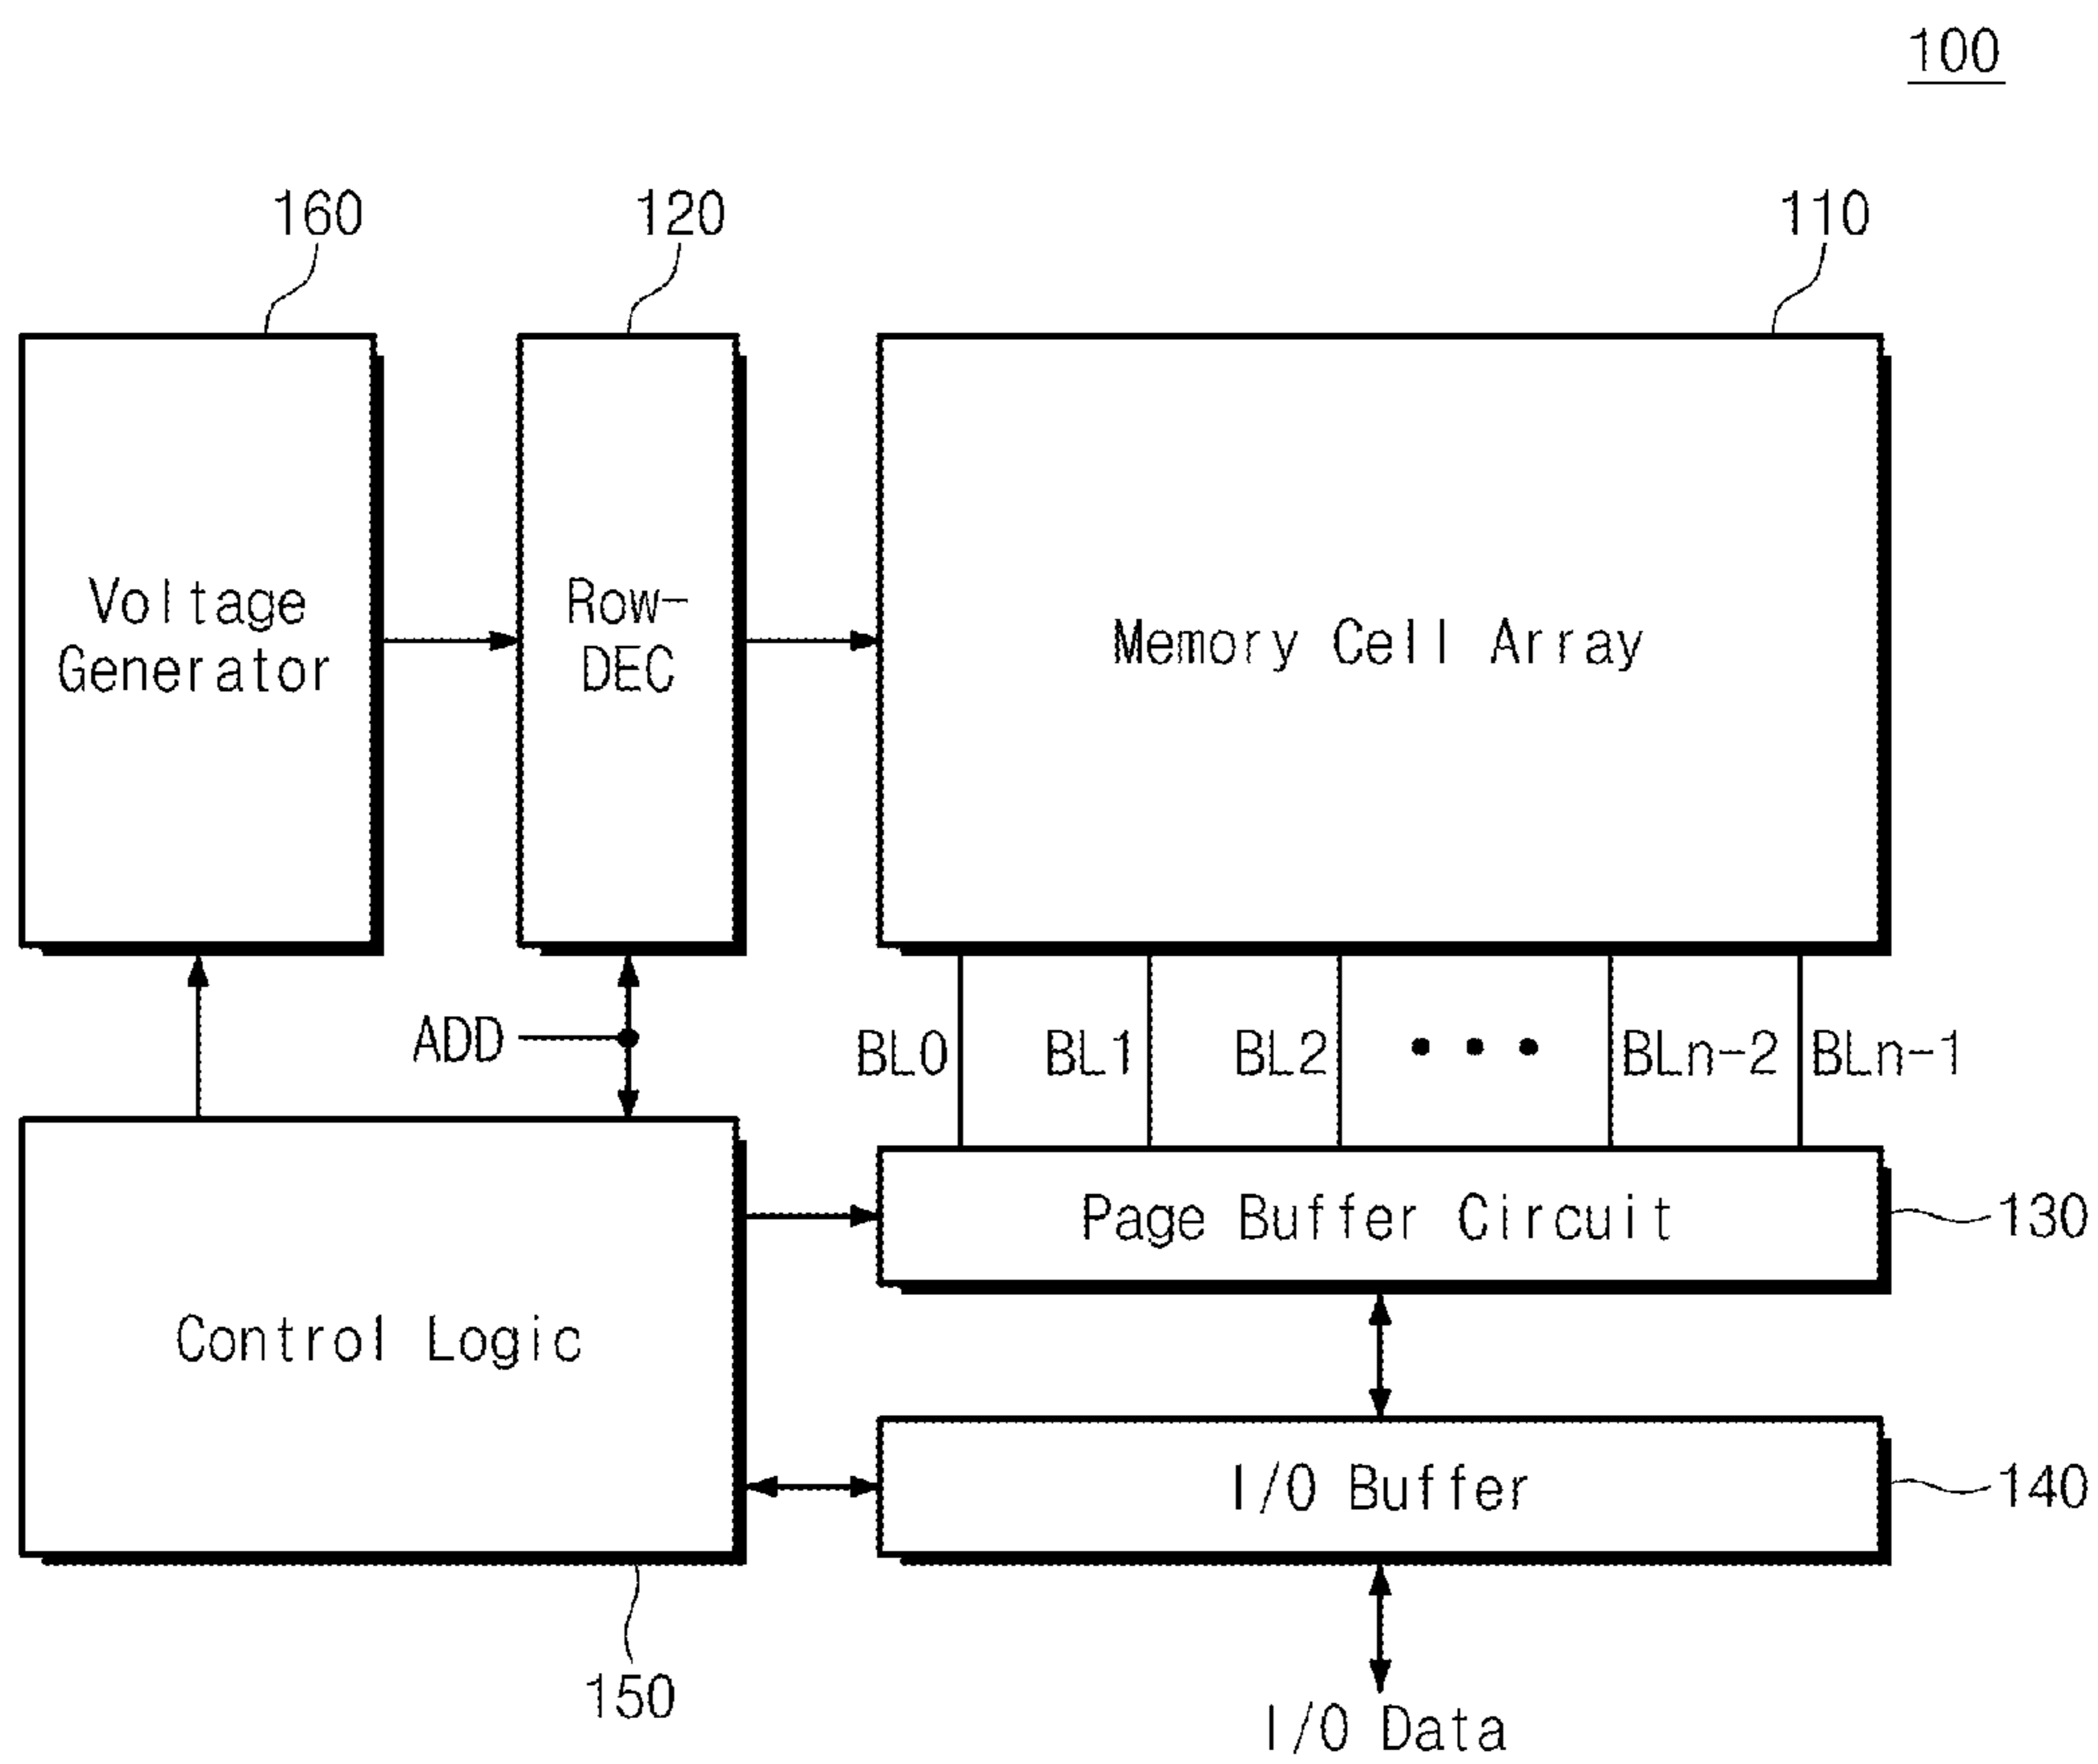 100
160
120
110
Voltage
Generator
Row-
DEC
Memory Cell Array
ADD
BL0
BL1
BL2
• • •
BLn-2
BLn-1
Page Buffer Circuit
130
Control Logic
I/O Buffer
140
150
I/O Data